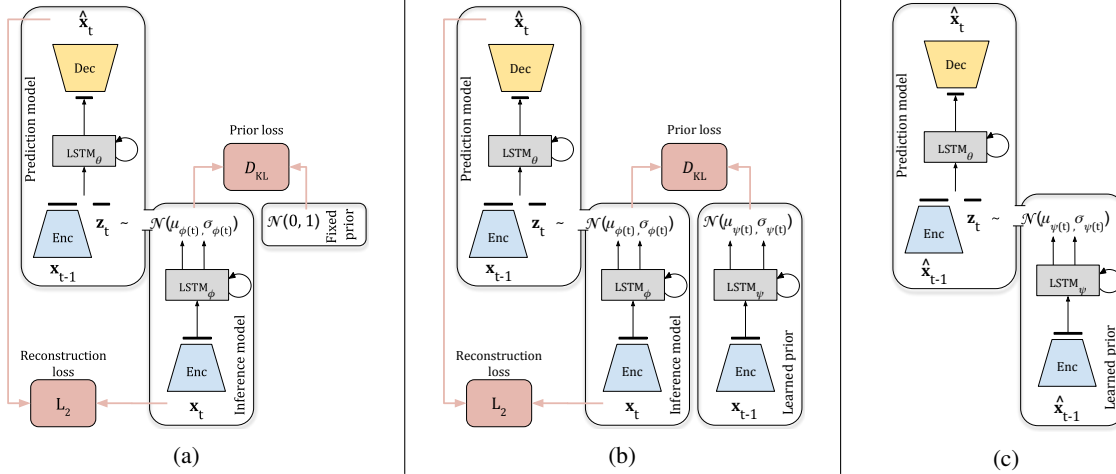 x̂t
Dec
Prediction model
LSTMθ
Enc
zt ~
xt-1
Prior loss
DKL
𝒩(μϕ(t), σϕ(t))
𝒩(0, 1)
Fixed
prior
LSTMϕ
Enc
xt
Inference model
Reconstruction
loss
L2
(a)
x̂t
Dec
Prediction model
LSTMθ
Enc
zt ~
xt-1
Prior loss
DKL
𝒩(μϕ(t), σϕ(t))
𝒩(μψ(t), σψ(t))
LSTMϕ
LSTMψ
Enc
Enc
xt
xt-1
Inference model
Learned prior
Reconstruction
loss
L2
(b)
x̂t
Dec
Prediction model
LSTMθ
Enc
zt ~
x̂t-1
𝒩(μψ(t), σψ(t))
LSTMψ
Enc
x̂t-1
Learned prior
(c)